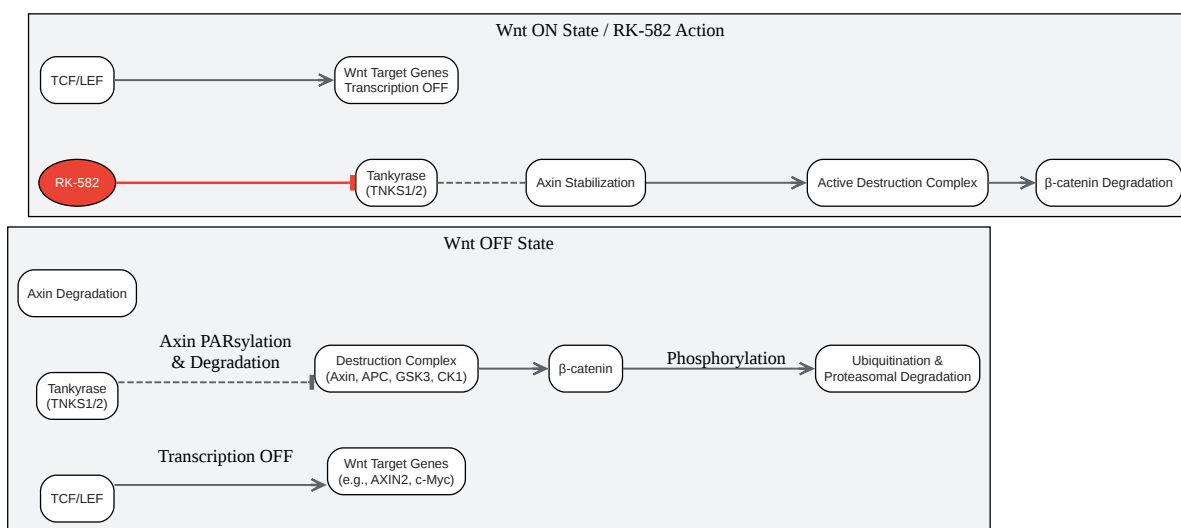 Wnt ON State / RK-582 Action
TCF/LEF
Wnt Target Genes
Transcription OFF
RK-582
Tankyrase
(TNKS1/2)
Axin Stabilization
Active Destruction Complex
β-catenin Degradation
Wnt OFF State
Axin Degradation
Axin PARsylation
& Degradation
Tankyrase
(TNKS1/2)
Destruction Complex
(Axin, APC, GSK3, CK1)
β-catenin
Phosphorylation
Ubiquitination &
Proteasomal Degradation
Transcription OFF
TCF/LEF
Wnt Target Genes
(e.g., AXIN2, c-Myc)